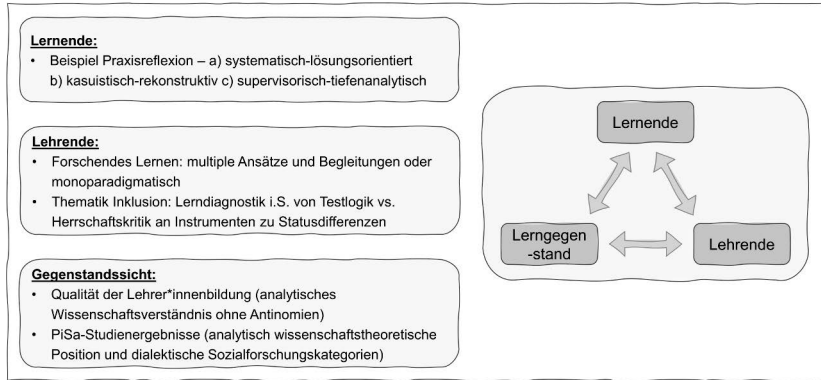 Lernende:
• Beispiel Praxisreflexion – a) systematisch-lösungsorientiert
b) kasuistisch-rekonstruktiv c) supervisorisch-tiefenanalytisch
Lehrende:
• Forschendes Lernen: multiple Ansätze und Begleitungen oder
monoparadigmatisch
• Thematik Inklusion: Lerndiagnostik i.S. von Testlogik vs.
Herrschaftskritik an Instrumenten zu Statusdifferenzen
Gegenstandssicht:
• Qualität der Lehrer*innenbildung (analytisches
Wissenschaftsverständnis ohne Antinomien)
• PiSa-Studienergebnisse (analytisch wissenschaftstheoretische
Position und dialektische Sozialforschungskategorien)
Lernende
Lerngegen
-stand
Lehrende